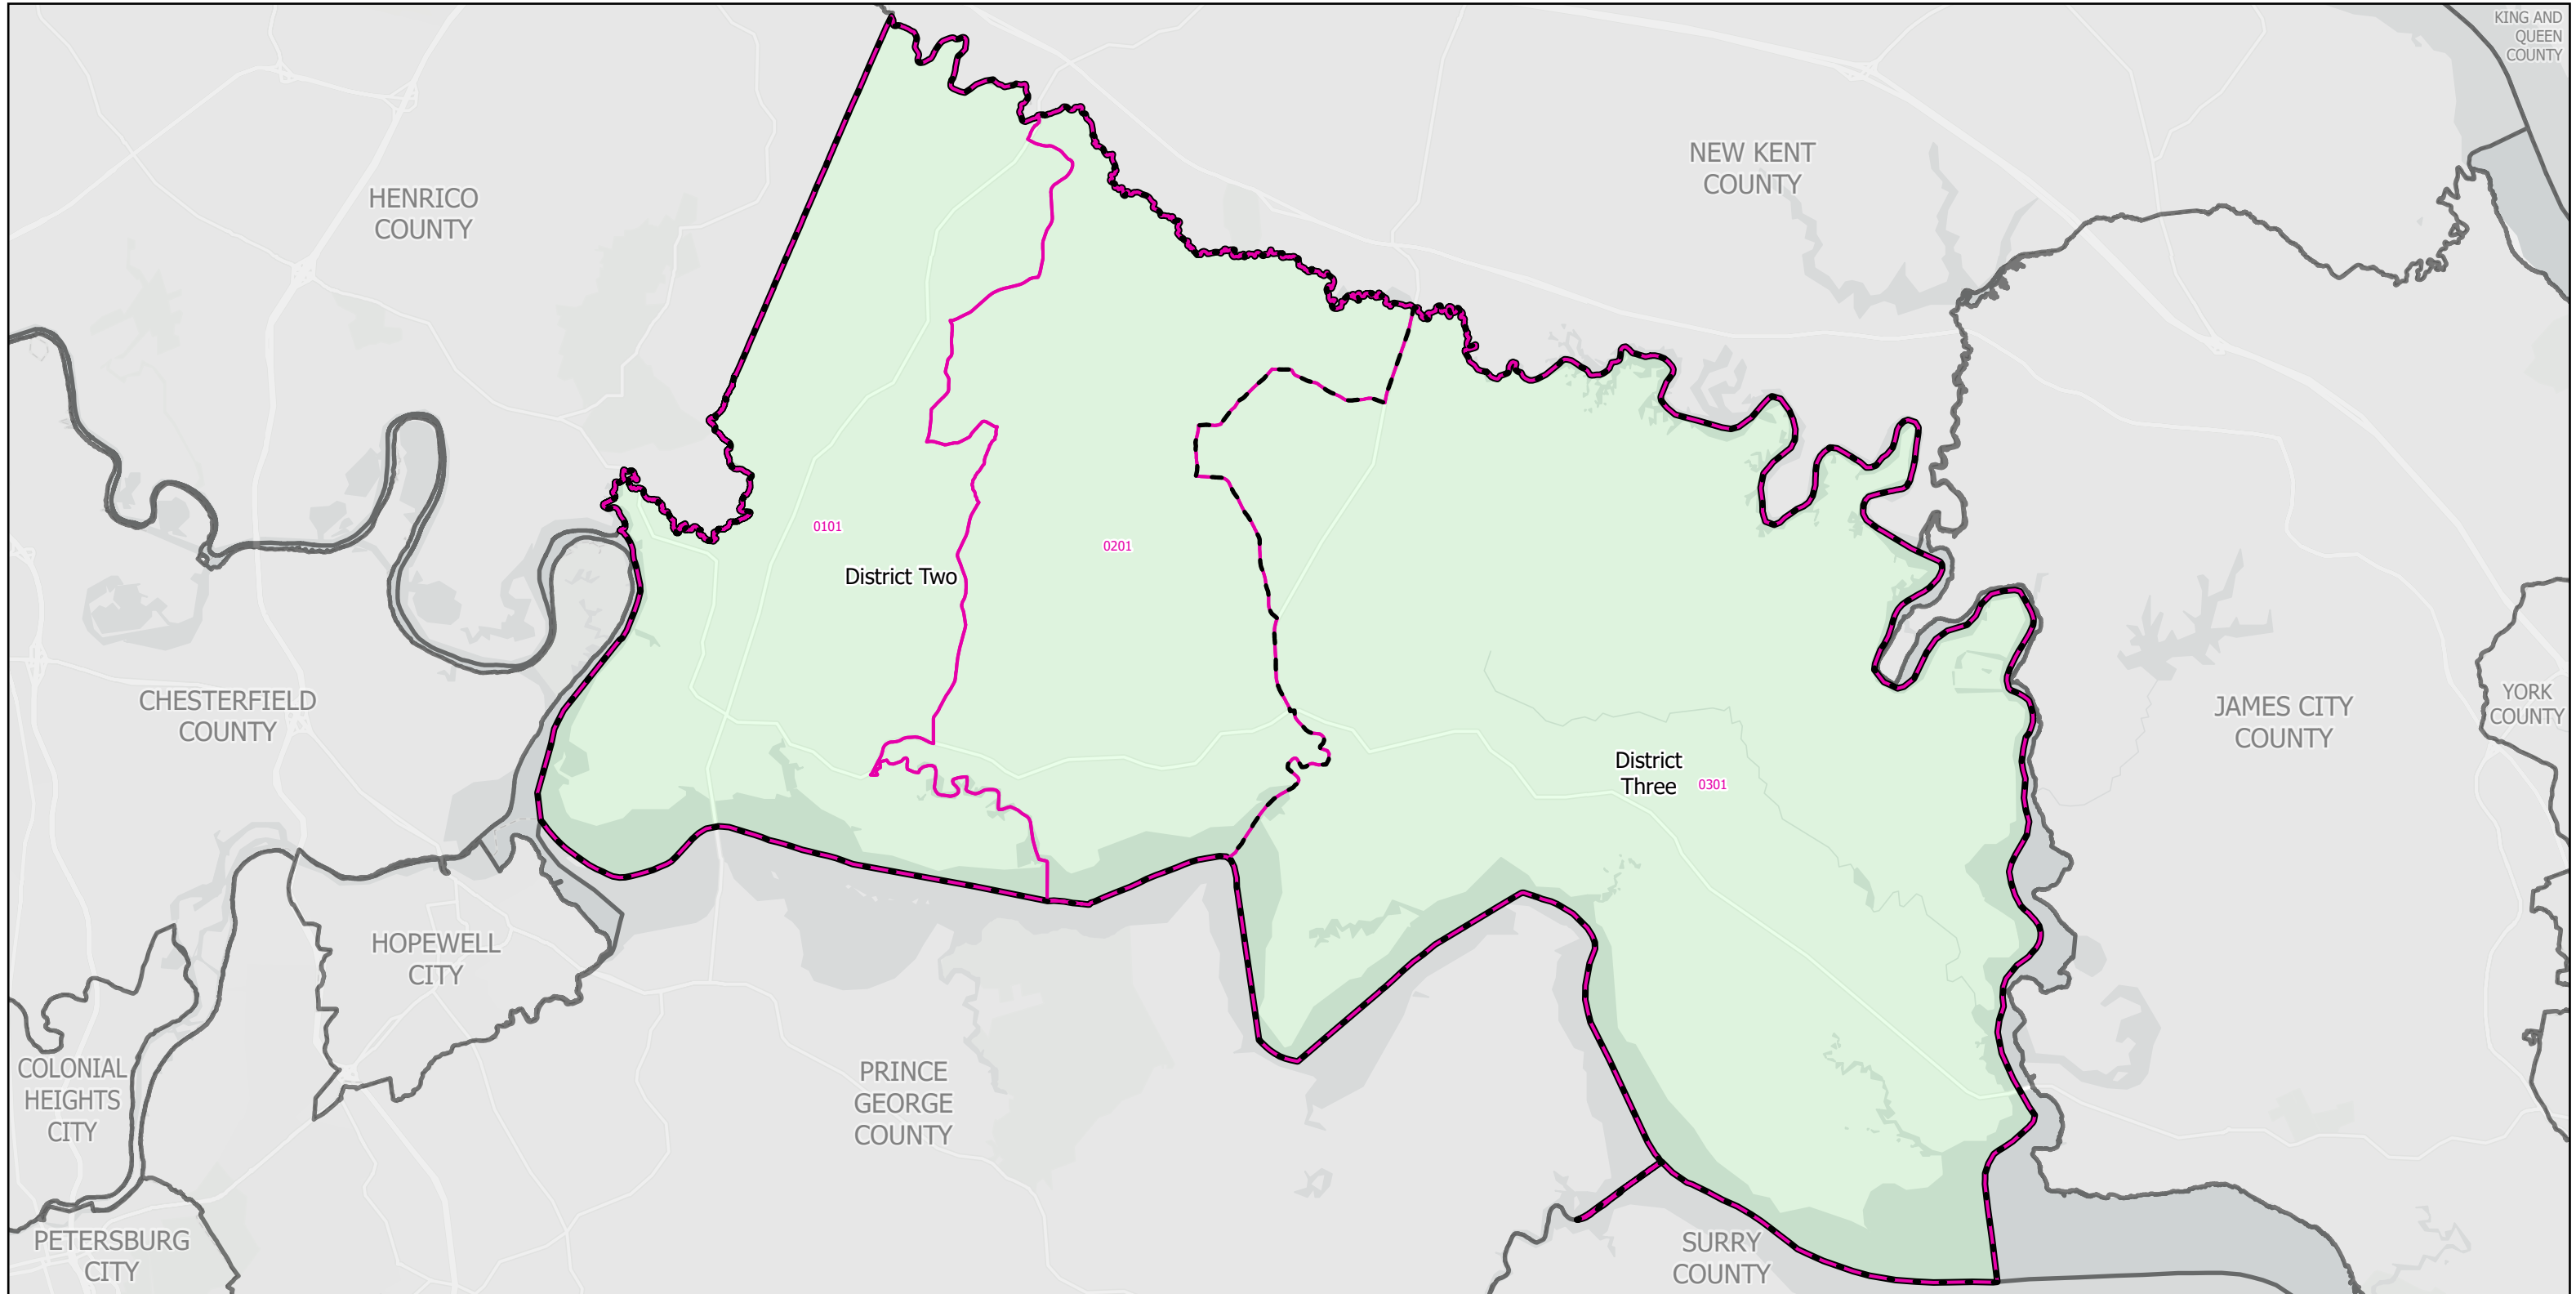 KING AND
QUEEN
COUNTY
NEW KENT
COUNTY
HENRICO
COUNTY
0101
0201
District Two
CHESTERFIELD
COUNTY
JAMES CITY
COUNTY
YORK
COUNTY
District
Three
0301
HOPEWELL
CITY
COLONIAL
HEIGHTS
CITY
PRINCE
GEORGE
COUNTY
PETERSBURG
CITY
SURRY
COUNTY